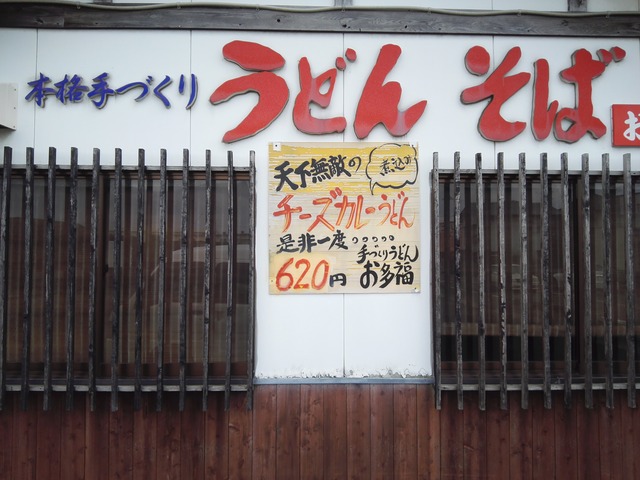 本格手づくり うどん そば
お
天下無敵の
煮込み
チーズカレーうどん
是非一度。。。。。
手づくりうどん
620円 お多福